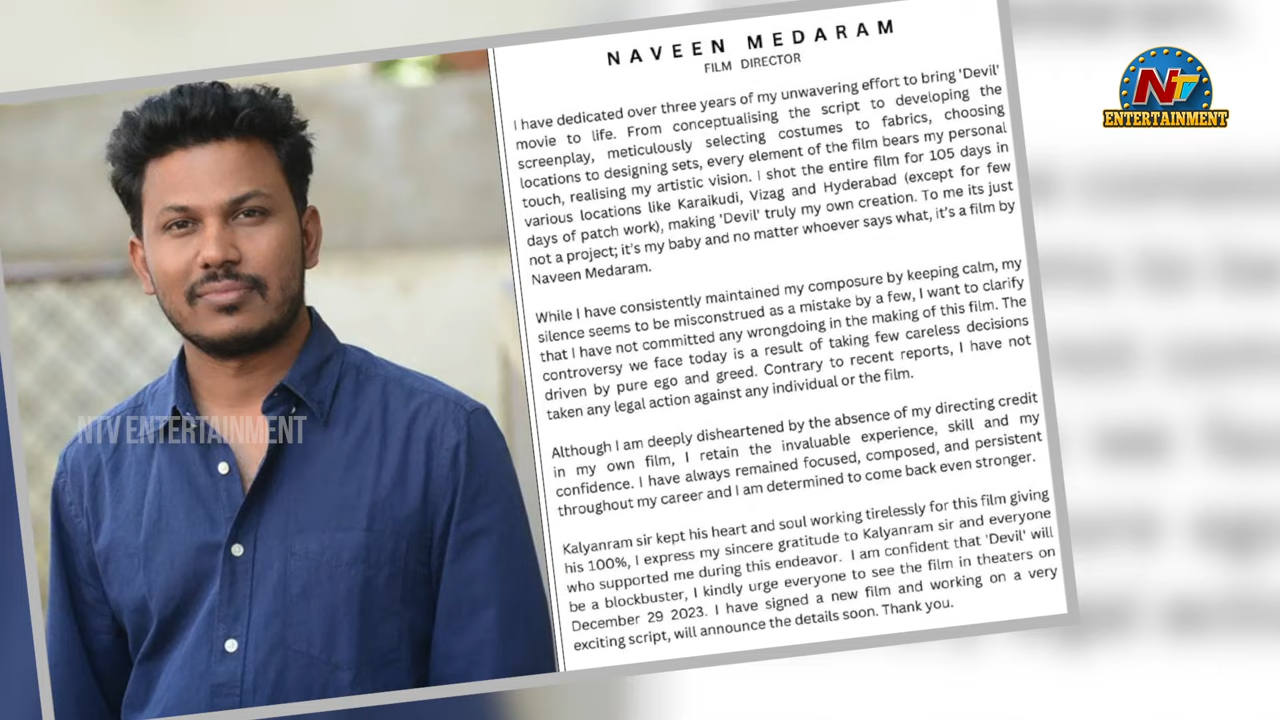 NAVEEN MEDARAM
FILM DIRECTOR
I have dedicated over three years of my unwavering effort to bring 'Devil'
movie to life. From conceptualising the script to developing the
screenplay, meticulously selecting costumes to fabrics, choosing
locations to designing sets, every element of the film bears my personal
touch, realising my artistic vision. I shot the entire film for 105 days in
various locations like Karaikudi, Vizag and Hyderabad (except for few
days of patch work), making 'Devil' truly my own creation. To me its just
not a project; it's my baby and no matter whoever says what, it's a film by
Naveen Medaram.
While I have consistently maintained my composure by keeping calm, my
silence seems to be misconstrued as a mistake by a few, I want to clarify
that I have not committed any wrongdoing in the making of this film. The
controversy we face today is a result of taking few careless decisions
driven by pure ego and greed. Contrary to recent reports, I have not
taken any legal action against any individual or the film.
Although I am deeply disheartened by the absence of my directing credit
in my own film, I retain the invaluable experience, skill and my
confidence. I have always remained focused, composed, and persistent
throughout my career and I am determined to come back even stronger.
Kalyanram sir kept his heart and soul working tirelessly for this film giving
his 100%, I express my sincere gratitude to Kalyanram sir and everyone
who supported me during this endeavor. I am confident that 'Devil' will
be a blockbuster, I kindly urge everyone to see the film in theaters on
December 29 2023. I have signed a new film and working on a very
exciting script, will announce the details soon. Thank you.
NTV ENTERTAINMENT
NTV
ENTERTAINMENT